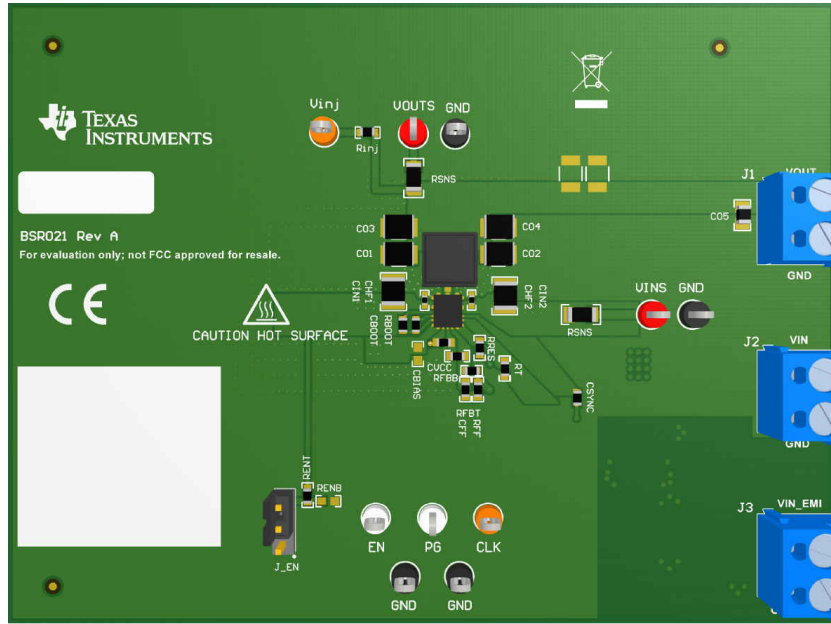 Vinj
VOUTS
GND
TEXAS
INSTRUMENTS
Rinj
RSNS
J1
VOUT
CO3
CO4
CO5
CO1
CO2
BSR021 Rev A
For evaluation only; not FCC approved for resale.
GND
CE
CIN1
CHF1
CHF2
CIN2
VINS
GND
CAUTION HOT SURFACE
CBOOT
RBOOT
RSNS
J2
VIN
CVCC
RFBB
RRES
RT
CBIAS
CSYNC
RFBT
CFF
RFF
GND
RENT
RENB
J3
VIN_EMI
EN
PG
CLK
J_EN
GND
GND